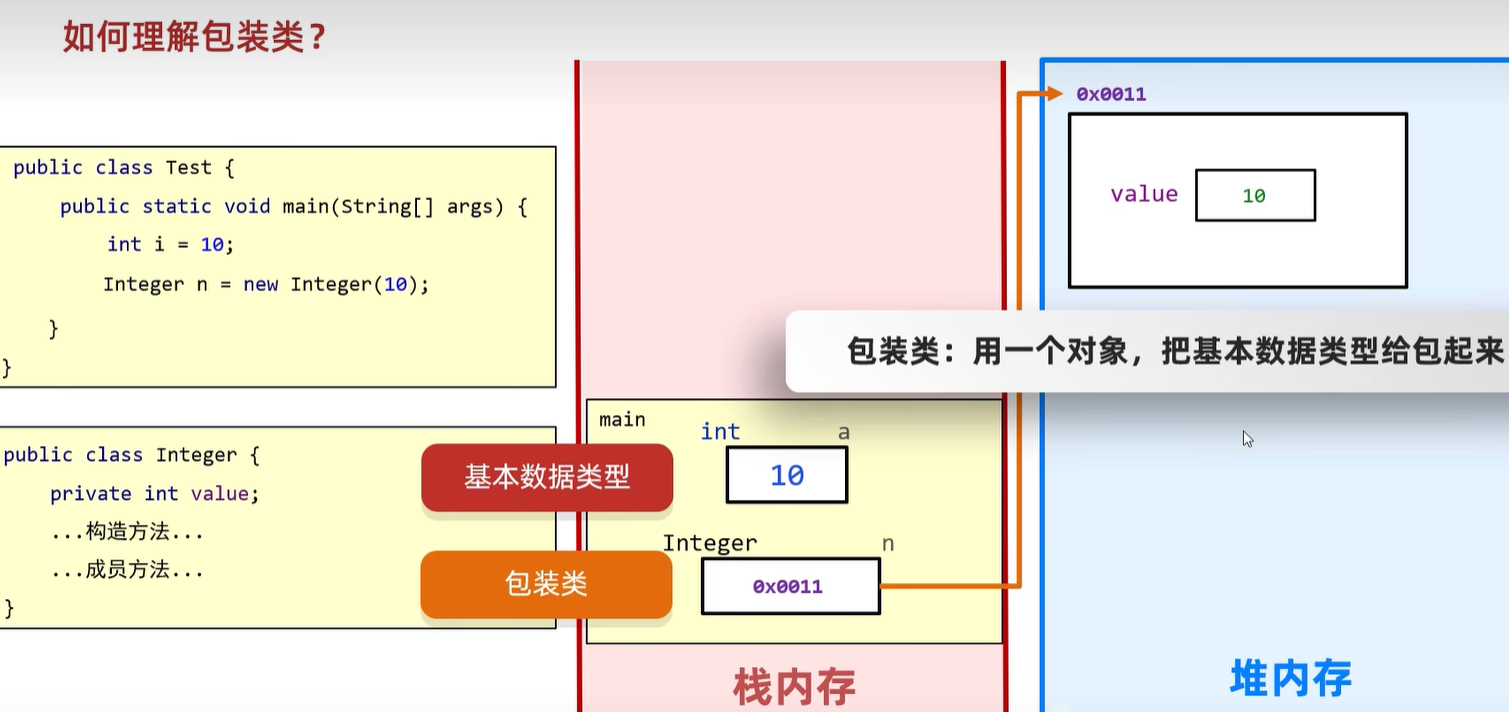 如何理解包装类？
public class Test {
public static void main(String[] args) {
int i = 10;
Integer n = new Integer(10);
}
}
public class Integer {
private int value;
...构造方法...
...成员方法...
}
基本数据类型
包装类
main
int a
10
Integer n
0x0011
栈内存
0x0011
value 10
包装类：用一个对象，把基本数据类型给包起来
堆内存